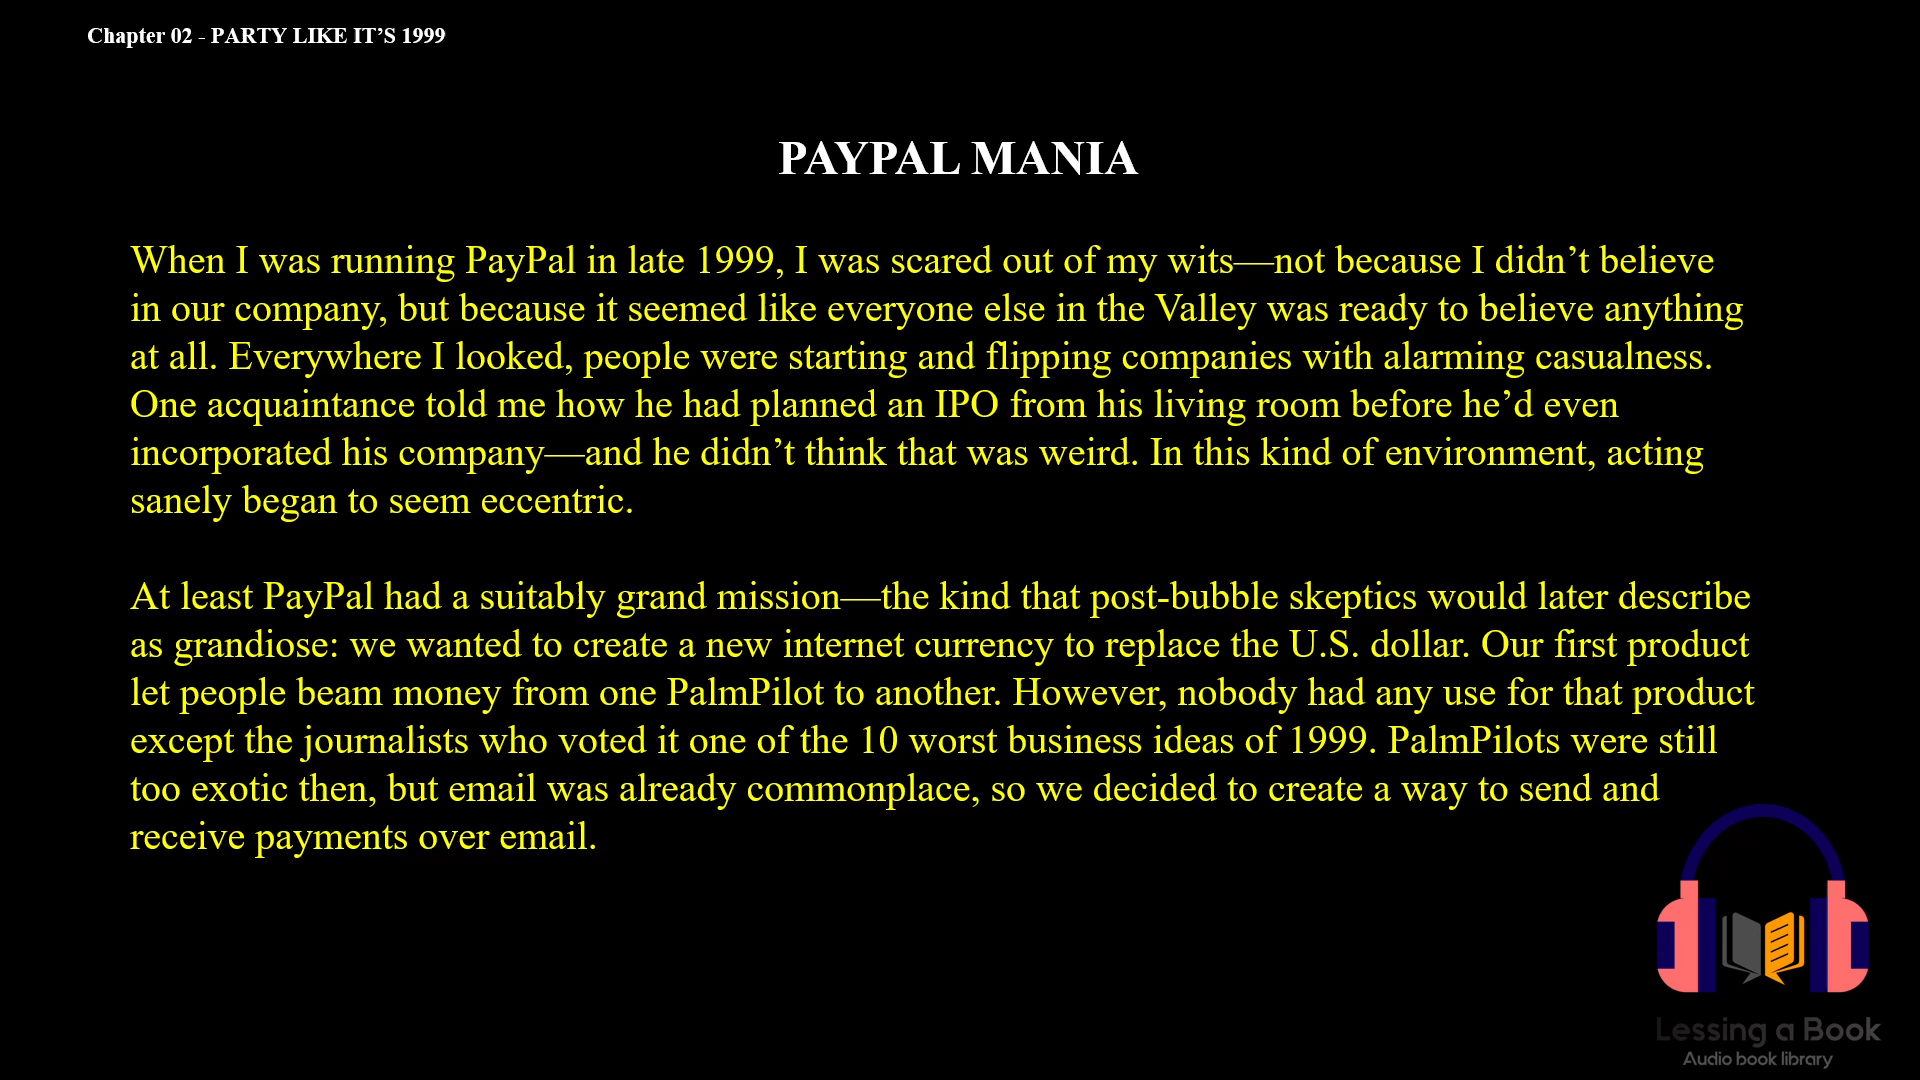 Chapter 02 - PARTY LIKE IT’S 1999
PAYPAL MANIA
When I was running PayPal in late 1999, I was scared out of my wits—not because I didn’t believe
in our company, but because it seemed like everyone else in the Valley was ready to believe anything
at all. Everywhere I looked, people were starting and flipping companies with alarming casualness.
One acquaintance told me how he had planned an IPO from his living room before he’d even
incorporated his company—and he didn’t think that was weird. In this kind of environment, acting
sanely began to seem eccentric.
At least PayPal had a suitably grand mission—the kind that post-bubble skeptics would later describe
as grandiose: we wanted to create a new internet currency to replace the U.S. dollar. Our first product
let people beam money from one PalmPilot to another. However, nobody had any use for that product
except the journalists who voted it one of the 10 worst business ideas of 1999. PalmPilots were still
too exotic then, but email was already commonplace, so we decided to create a way to send and
receive payments over email.
Lessing a Book
Audio book library